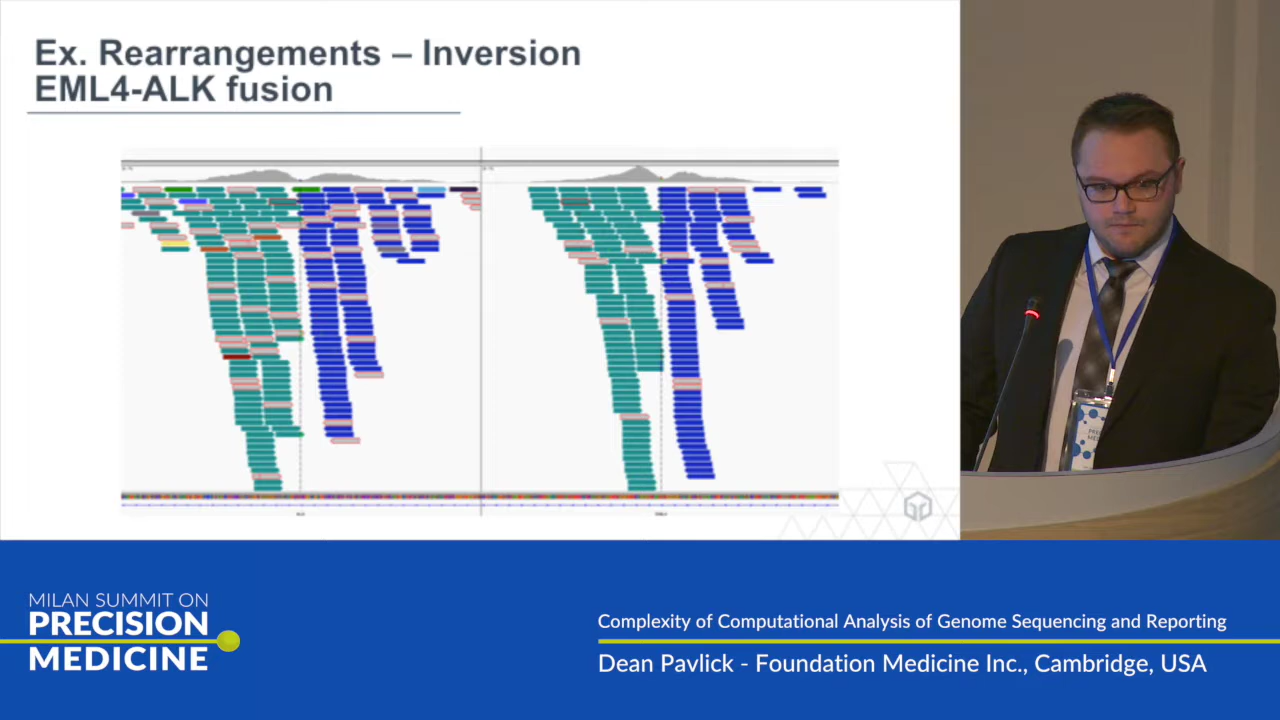 Ex. Rearrangements – Inversion
EML4-ALK fusion
MILAN SUMMIT ON
PRECISION
MEDICINE
Complexity of Computational Analysis of Genome Sequencing and Reporting
Dean Pavlick - Foundation Medicine Inc., Cambridge, USA